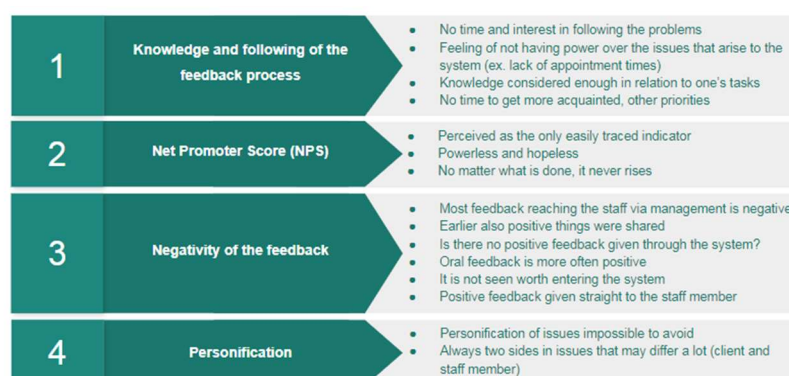 1
Knowledge and following of the
feedback process
• No time and interest in following the problems
• Feeling of not having power over the issues that arise to the
system (ex. lack of appointment times)
• Knowledge considered enough in relation to one's tasks
• No time to get more acquainted, other priorities
2
Net Promoter Score (NPS)
• Perceived as the only easily traced indicator
• Powerless and hopeless
• No matter what is done, it never rises
3
Negativity of the feedback
• Most feedback reaching the staff via management is negative
• Earlier also positive things were shared
• Is there no positive feedback given through the system?
• Oral feedback is more often positive
• It is not seen worth entering the system
• Positive feedback given straight to the staff member
4
Personification
• Personification of issues impossible to avoid
• Always two sides in issues that may differ a lot (client and
staff member)